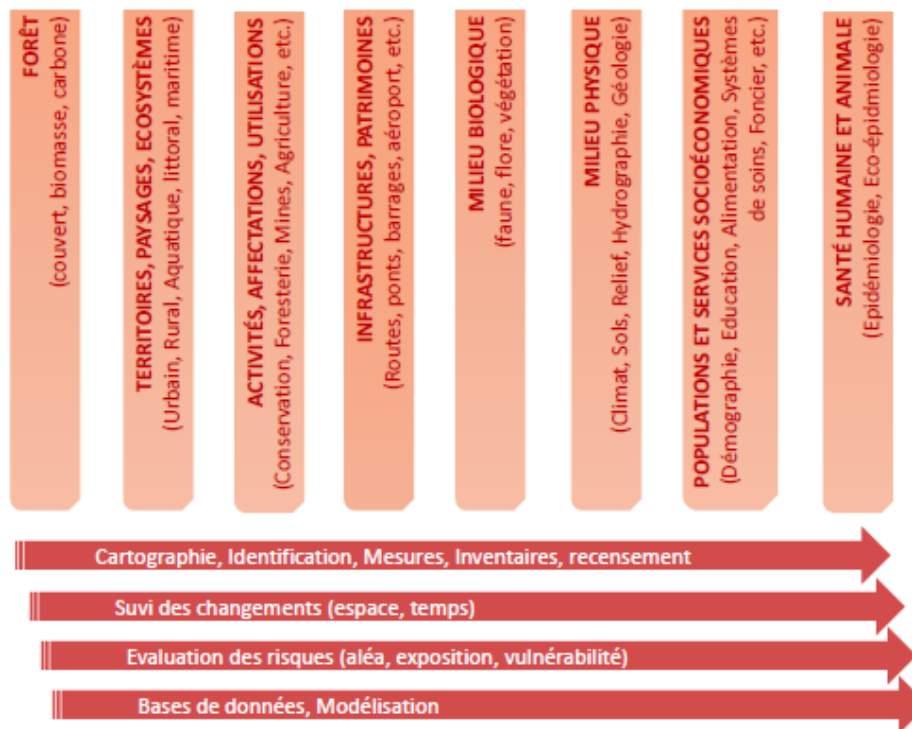 FORÊT
(couvert, biomasse, carbone)
TERRITOIRES, PAYSAGES, ECOSYSTÈMES
(Urbain, Rural, Aquatique, littoral, maritime)
ACTIVITÉS, AFFECTATIONS, UTILISATIONS
(Conservation, Foresterie, Mines, Agriculture, etc.)
INFRASTRUCTURES, PATRIMOINES
(Routes, ponts, barrages, aéroport, etc.)
MILIEU BIOLOGIQUE
(faune, flore, végétation)
MILIEU PHYSIQUE
(Climat, Sols, Relief, Hydrographie, Géologie)
POPULATIONS ET SERVICES SOCIOÉCONOMIQUES
(Démographie, Education, Alimentation, Systèmes
de soins, Foncier, etc.)
SANTÉ HUMAINE ET ANIMALE
(Epidémiologie, Eco-épidmiologie)
Cartographie, Identification, Mesures, Inventaires, recensement
Suivi des changements (espace, temps)
Evaluation des risques (aléa, exposition, vulnérabilité)
Bases de données, Modélisation